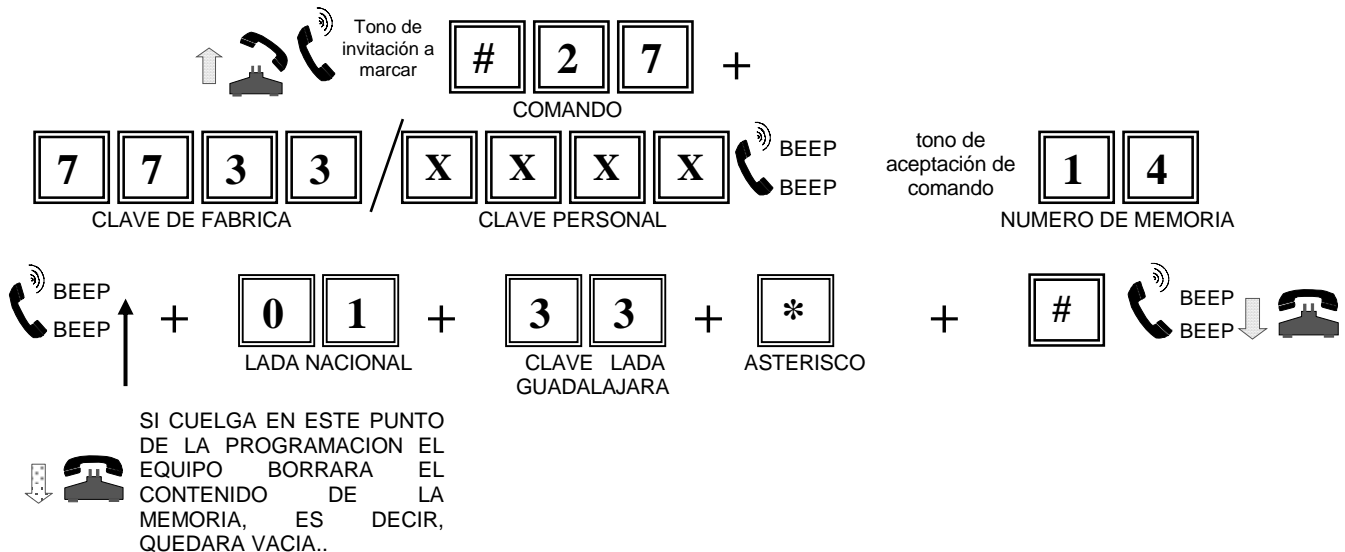 Tono de
invitación a
marcar
# 2 7 +
COMANDO
7 7 3 3 / X X X X
BEEP
BEEP
CLAVE DE FABRICA
CLAVE PERSONAL
tono de
aceptación de
comando
1 4
NUMERO DE MEMORIA
BEEP
BEEP
+ 0 1 + 3 3 + * + #
LADA NACIONAL
CLAVE LADA
GUADALAJARA
ASTERISCO
BEEP
BEEP
SI CUELGA EN ESTE PUNTO
DE LA PROGRAMACION EL
EQUIPO BORRARA EL
CONTENIDO DE LA
MEMORIA, ES DECIR,
QUEDARA VACIA..